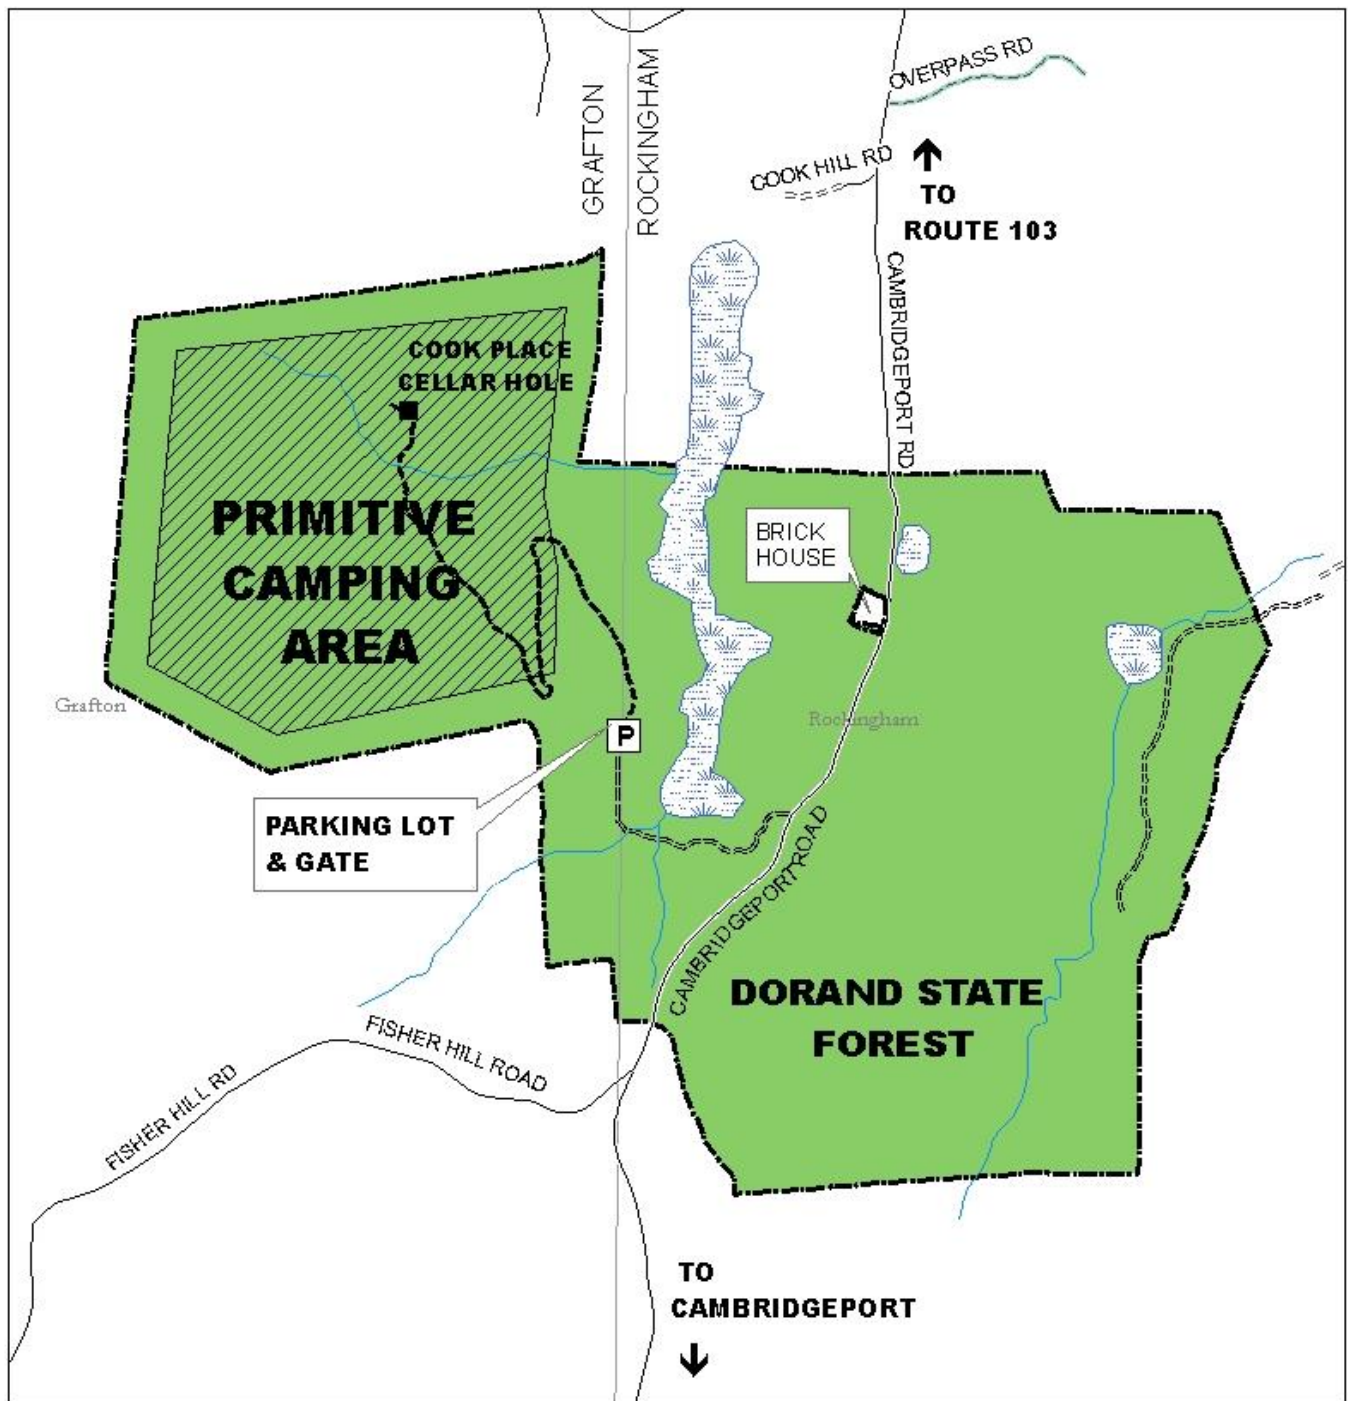 OVERPASS RD
GRAFTON
ROCKINGHAM
COOK HILL RD
TO
ROUTE 103
CAMBRIDGEPORT RD
COOK PLACE
CELLAR HOLE
PRIMITIVE
CAMPING
AREA
BRICK
HOUSE
Grafton
Rockingham
P
PARKING LOT
& GATE
CAMBRIDGEPORT ROAD
DORAND STATE
FOREST
FISHER HILL ROAD
FISHER HILL RD
TO
CAMBRIDGEPORT